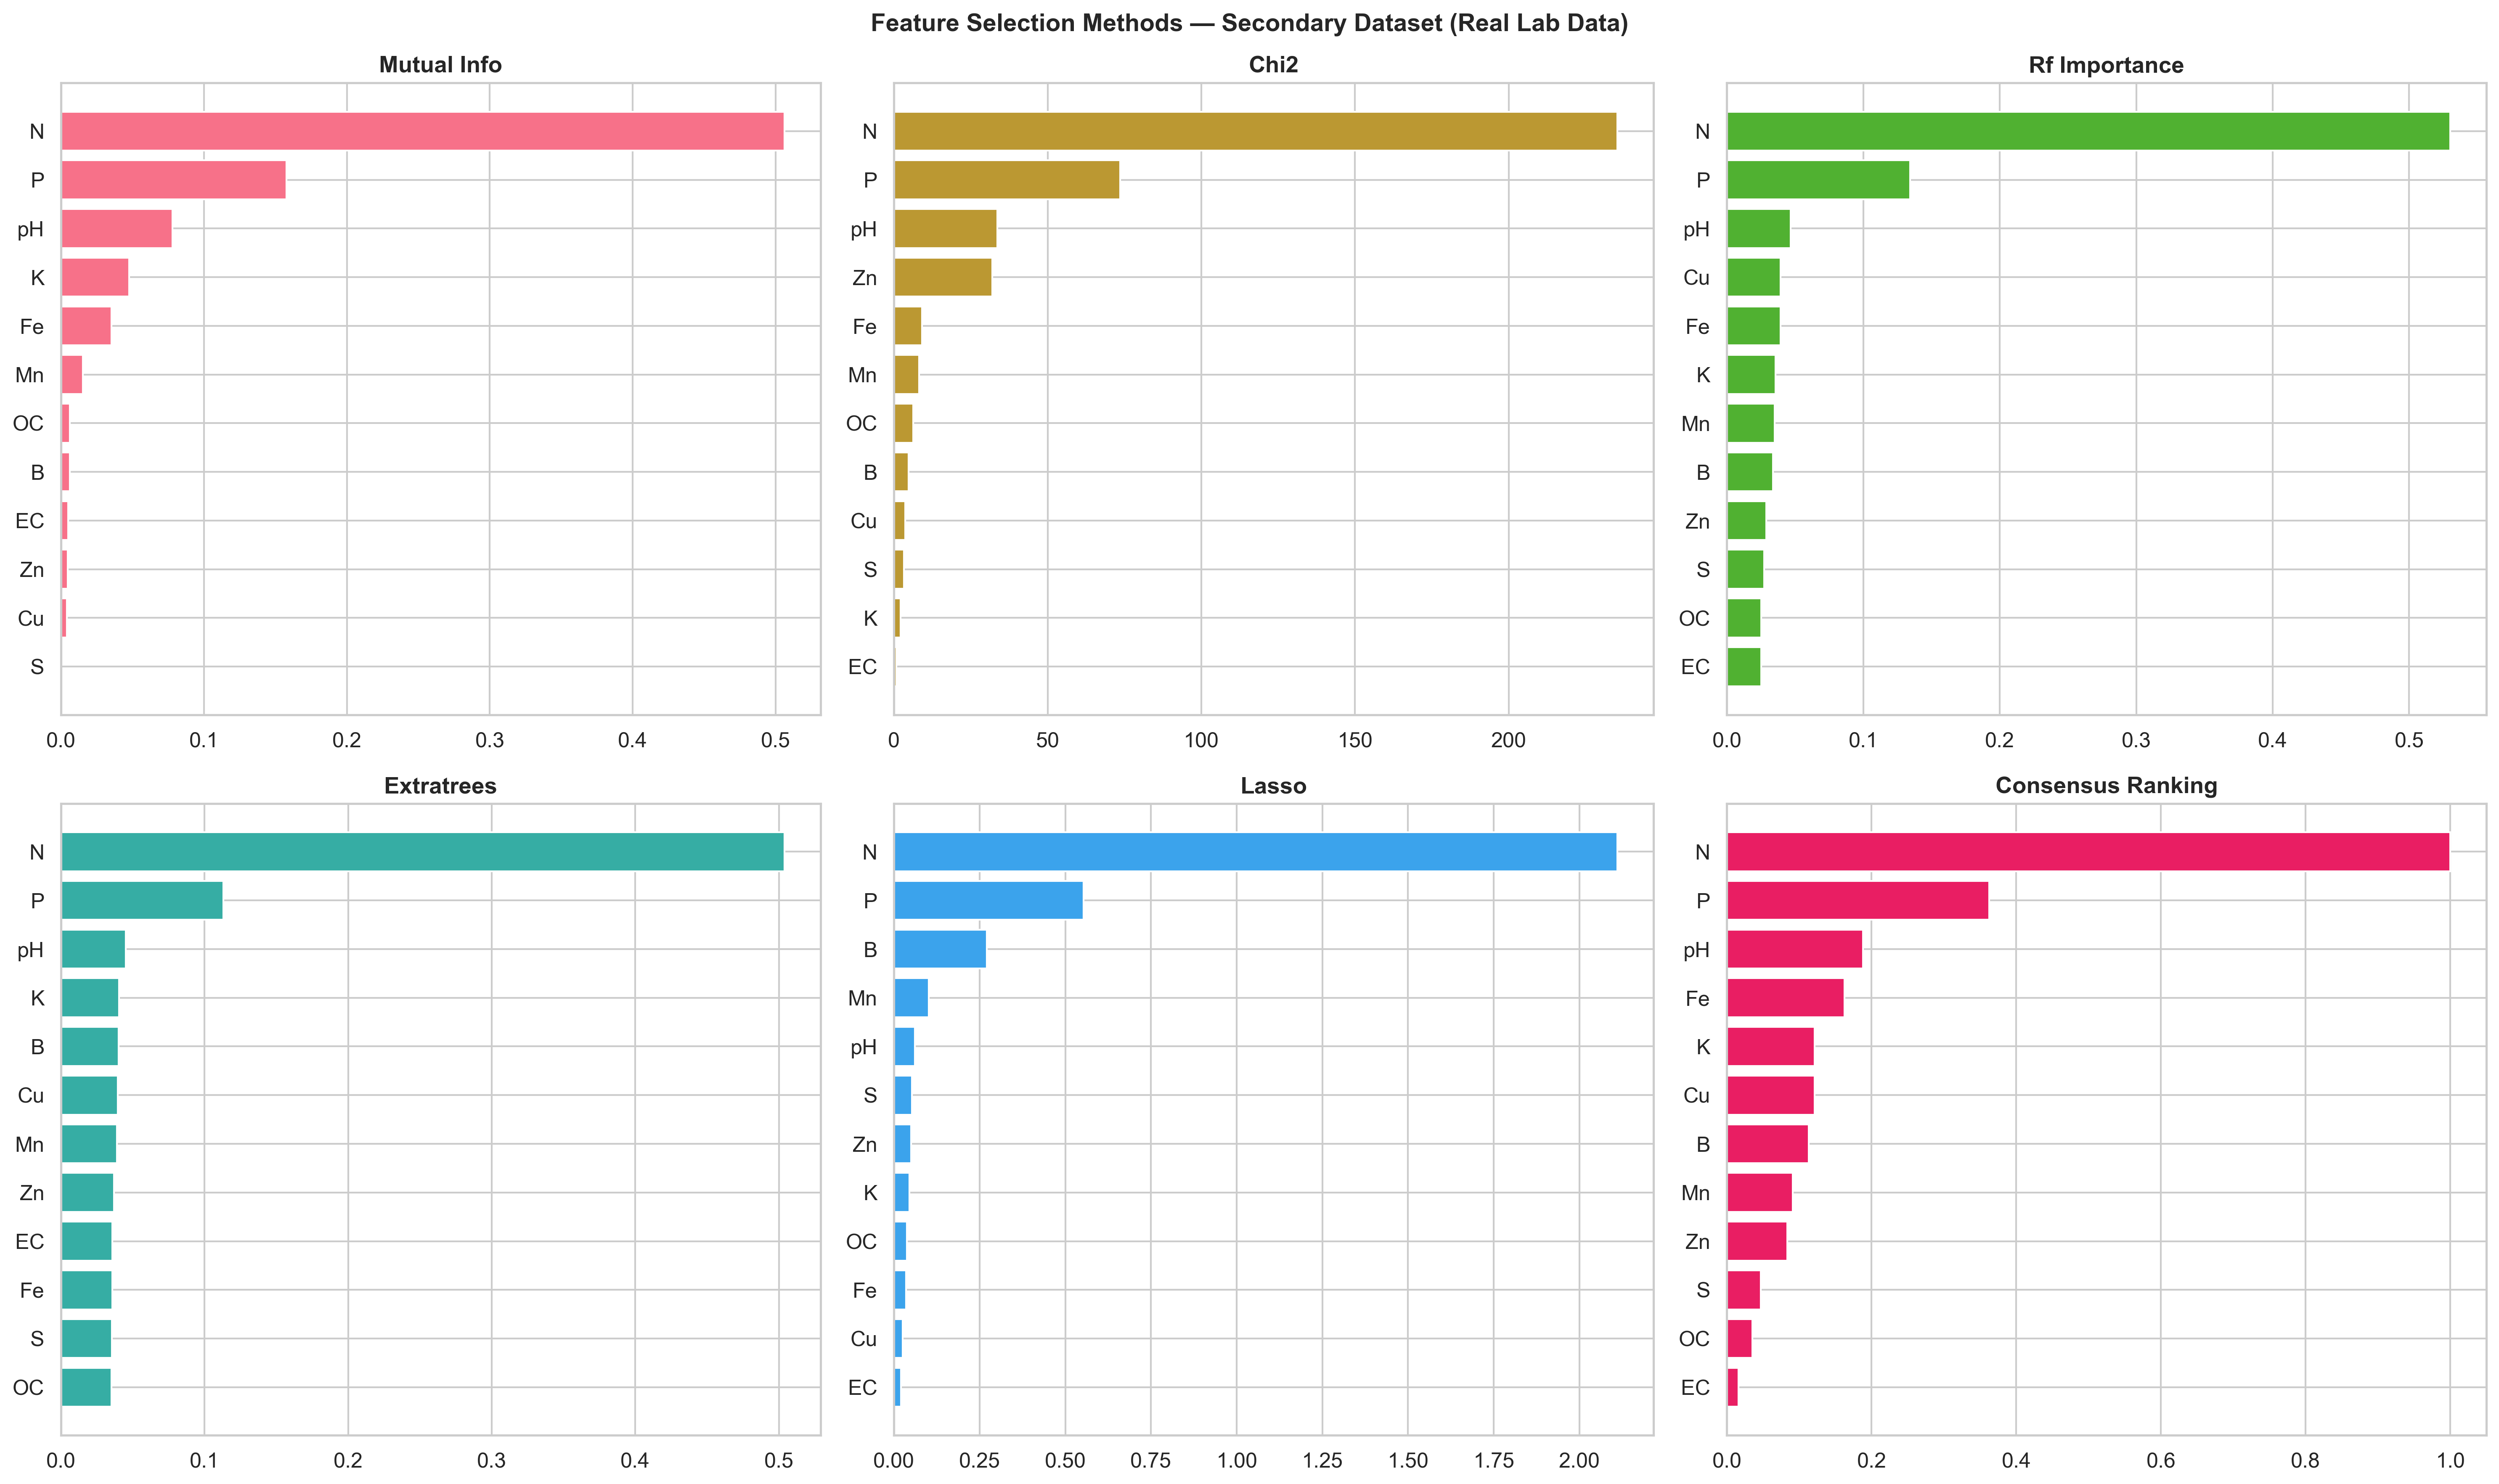 Feature Selection Methods — Secondary Dataset (Real Lab Data)
Mutual Info
N
P
pH
K
Fe
Mn
OC
B
EC
Zn
Cu
S
0.0 0.1 0.2 0.3 0.4 0.5
Chi2
N
P
pH
Zn
Fe
Mn
OC
B
Cu
S
K
EC
0 50 100 150 200
Rf Importance
N
P
pH
Cu
Fe
K
Mn
B
Zn
S
OC
EC
0.0 0.1 0.2 0.3 0.4 0.5
Extratrees
N
P
pH
K
B
Cu
Mn
Zn
EC
Fe
S
OC
0.0 0.1 0.2 0.3 0.4 0.5
Lasso
N
P
B
Mn
pH
S
Zn
K
OC
Fe
Cu
EC
0.00 0.25 0.50 0.75 1.00 1.25 1.50 1.75 2.00
Consensus Ranking
N
P
pH
Fe
K
Cu
B
Mn
Zn
S
OC
EC
0.0 0.2 0.4 0.6 0.8 1.0